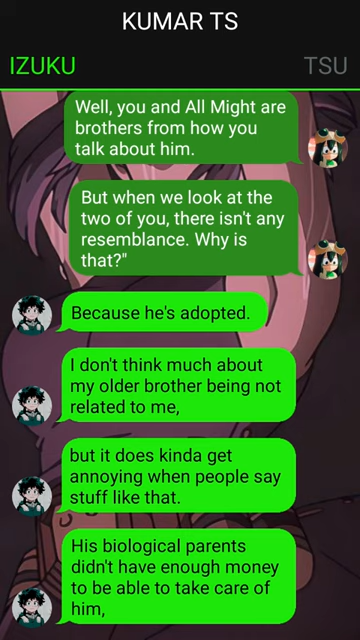 KUMAR TS
IZUKU
TSU
Well, you and All Might are
brothers from how you
talk about him.
But when we look at the
two of you, there isn't any
resemblance. Why is
that?"
Because he's adopted.
I don't think much about
my older brother being not
related to me,
but it does kinda get
annoying when people say
stuff like that.
His biological parents
didn't have enough money
to be able to take care of
him,